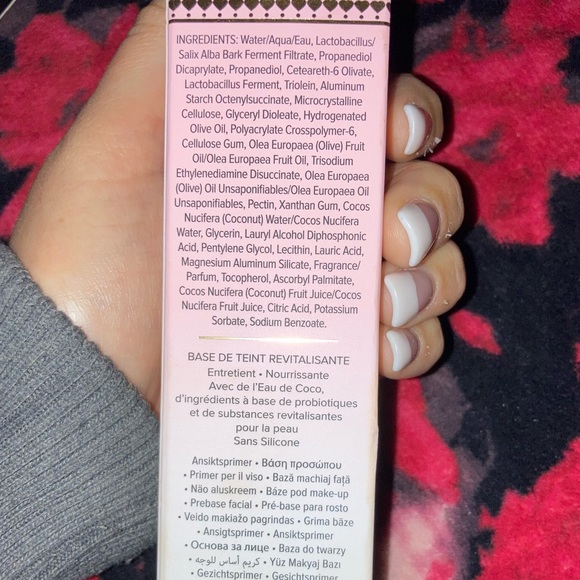 INGREDIENTS: Water/Aqua/Eau, Lactobacillus/
Salix Alba Bark Ferment Filtrate, Propanediol
Dicaprylate, Propanediol, Ceteareth-6 Olivate,
Lactobacillus Ferment, Triolein, Aluminum
Starch Octenylsuccinate, Microcrystalline
Cellulose, Glyceryl Dioleate, Hydrogenated
Olive Oil, Polyacrylate Crosspolymer-6,
Cellulose Gum, Olea Europaea (Olive) Fruit
Oil/Olea Europaea Fruit Oil, Trisodium
Ethylenediamine Disuccinate, Olea Europaea
(Olive) Oil Unsaponifiables/Olea Europaea Oil
Unsaponifiables, Pectin, Xanthan Gum, Cocos
Nucifera (Coconut) Water/Cocos Nucifera
Water, Glycerin, Lauryl Alcohol Diphosphonic
Acid, Pentylene Glycol, Lecithin, Lauric Acid,
Magnesium Aluminum Silicate, Fragrance/
Parfum, Tocopherol, Ascorbyl Palmitate,
Cocos Nucifera (Coconut) Fruit Juice/Cocos
Nucifera Fruit Juice, Citric Acid, Potassium
Sorbate, Sodium Benzoate.
BASE DE TEINT REVITALISANTE
Entretient • Nourrissante
Avec de l'Eau de Coco,
d'ingrédients à base de probiotiques
et de substances revitalisantes
pour la peau
Sans Silicone
Ansiktsprimer • Βάση προσώπου
• Primer per il viso • Bază machiaj față
• Não aluskreem • Báze pod make-up
• Prebase facial • Pré-base para rosto
• Veido makiažo pagrindas • Grima bāze
• Ansigtsprimer • Ansiktsprimer
• Основа за лице • Baza do twarzy
• كريم أساس للوجه • Yüz Makyaj Bazı
• Gezichtsprimer • Gesichtsprimer